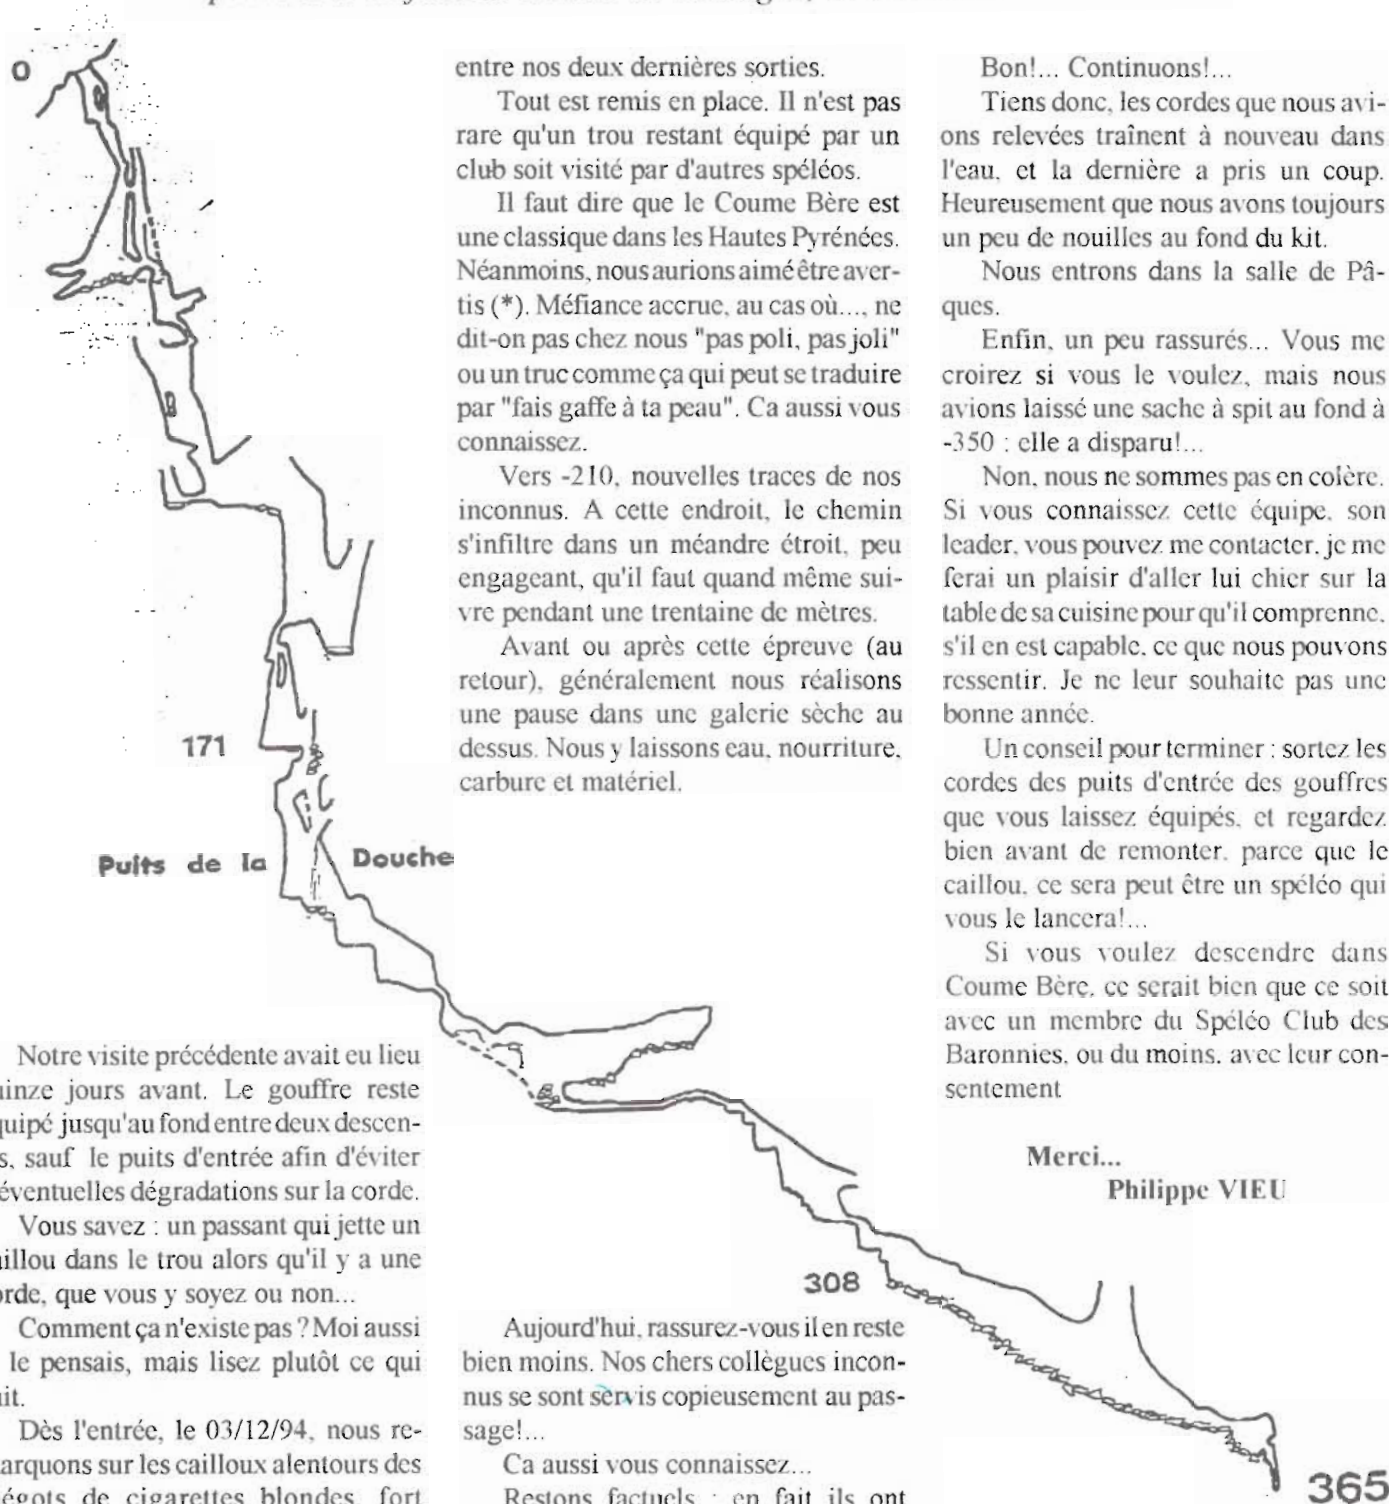 O
171
Puits de la Douche
308
365
Notre visite précédente avait eu lieu
jours avant. Le gouffre reste
jusqu'au fond entre deux descen-
sauf le puits d'entrée afin d'éviter
éventuelles dégradations sur la corde.
Vous savez : un passant qui jette un
dans le trou alors qu'il y a une
que vous y soyez ou non...
Comment ça n'existe pas ? Moi aussi
le pensais, mais lisez plutôt ce qui
Dès l'entrée, le 03/12/94, nous re-
arquons sur les cailloux alentours des
de cigarettes blondes, fort
entre nos deux dernières sorties.
Tout est remis en place. Il n'est pas
rare qu'un trou restant équipé par un
club soit visité par d'autres spéléos.
Il faut dire que le Coume Bère est
une classique dans les Hautes Pyrénées.
Néanmoins, nous aurions aimé être aver-
tis (*). Méfiance accrue, au cas où..., ne
dit-on pas chez nous "pas poli, pas joli"
ou un truc comme ça qui peut se traduire
par "fais gaffe à ta peau". Ca aussi vous
connaissez.
Vers -210, nouvelles traces de nos
inconnus. A cette endroit, le chemin
s'infiltre dans un méandre étroit, peu
engageant, qu'il faut quand même sui-
vre pendant une trentaine de mètres.
Avant ou après cette épreuve (au
retour), généralement nous réalisons
une pause dans une galerie sèche au
dessus. Nous y laissons eau, nourriture,
carbure et matériel.
Aujourd'hui, rassurez-vous il en reste
bien moins. Nos chers collègues incon-
nus se sont servis copieusement au pas-
sage!...
Ca aussi vous connaissez...
Restons factuels : en fait ils ont
Bon!... Continuons!...
Tiens donc, les cordes que nous avi-
ons relevées traînent à nouveau dans
l'eau, et la dernière a pris un coup.
Heureusement que nous avons toujours
un peu de nouilles au fond du kit.
Nous entrons dans la salle de Pâ-
ques.
Enfin, un peu rassurés... Vous me
croirez si vous le voulez, mais nous
avions laissé une sache à spit au fond à
-350 : elle a disparu!...
Non, nous ne sommes pas en colère.
Si vous connaissez cette équipe, son
leader, vous pouvez me contacter, je me
ferai un plaisir d'aller lui chier sur la
table de sa cuisine pour qu'il comprenne,
s'il en est capable, ce que nous pouvons
ressentir. Je ne leur souhaite pas une
bonne année.
Un conseil pour terminer : sortez les
cordes des puits d'entrée des gouffres
que vous laissez équipés, et regardez
bien avant de remonter, parce que le
caillou, ce sera peut être un spéléo qui
vous le lancera!...
Si vous voulez descendre dans
Coume Bère, ce serait bien que ce soit
avec un membre du Spéléo Club des
Baronnies, ou du moins, avec leur con-
sentement
Merci...
Philippe VIEU